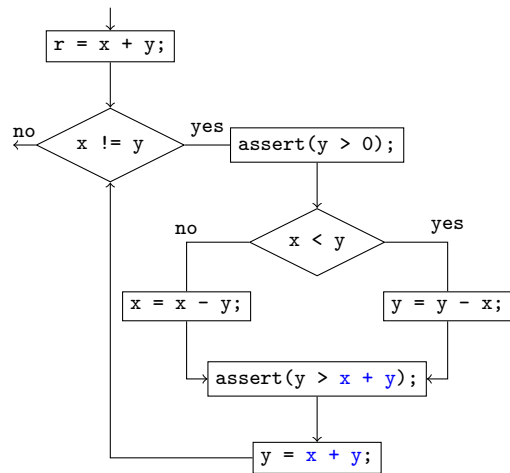 r = x + y;
no
x != y
yes
assert(y > 0);
no
x < y
yes
x = x - y;
y = y - x;
assert(y > x + y);
y = x + y;